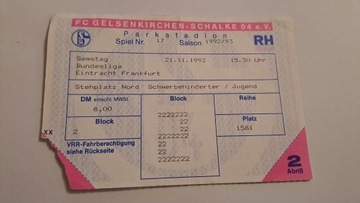 FC GELSENKIRCHEN-SCHALKE 04 e.V.
Parkstadion
Spiel Nr. 17 Saison 1992/93 RH
Samstag 21.11.1992 15.30 Uhr
Bundesliga
Eintracht Frankfurt
Stehplatz Nord Schwerbehinderter / Jugend
DM einschl. MWSt. Block Reihe
8,00
2222222
Block 22 Platz
2 22 1581
2222222
xx VRR-Fahrberechtigung 22
siehe Rückseite 22
2222222
2
Abriß